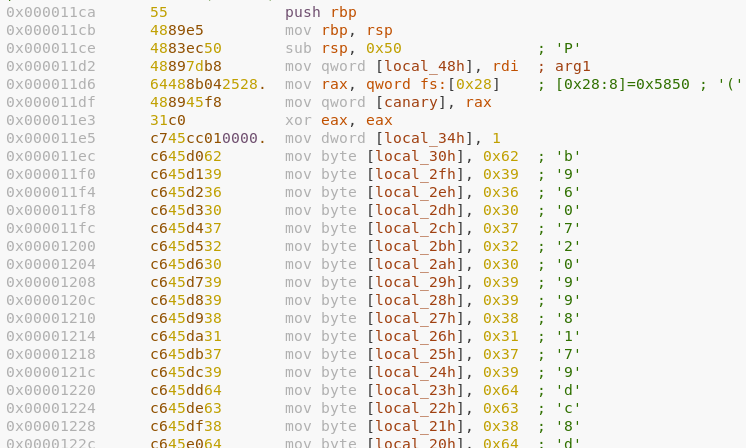 0x000011ca 55 push rbp
0x000011cb 4889e5 mov rbp, rsp
0x000011ce 4883ec50 sub rsp, 0x50 ; 'P'
0x000011d2 48897db8 mov qword [local_48h], rdi ; arg1
0x000011d6 64488b042528. mov rax, qword fs:[0x28] ; [0x28:8]=0x5850 ; '('
0x000011df 488945f8 mov qword [canary], rax
0x000011e3 31c0 xor eax, eax
0x000011e5 c745cc010000. mov dword [local_34h], 1
0x000011ec c645d062 mov byte [local_30h], 0x62 ; 'b'
0x000011f0 c645d139 mov byte [local_2fh], 0x39 ; '9'
0x000011f4 c645d236 mov byte [local_2eh], 0x36 ; '6'
0x000011f8 c645d330 mov byte [local_2dh], 0x30 ; '0'
0x000011fc c645d437 mov byte [local_2ch], 0x37 ; '7'
0x00001200 c645d532 mov byte [local_2bh], 0x32 ; '2'
0x00001204 c645d630 mov byte [local_2ah], 0x30 ; '0'
0x00001208 c645d739 mov byte [local_29h], 0x39 ; '9'
0x0000120c c645d839 mov byte [local_28h], 0x39 ; '9'
0x00001210 c645d938 mov byte [local_27h], 0x38 ; '8'
0x00001214 c645da31 mov byte [local_26h], 0x31 ; '1'
0x00001218 c645db37 mov byte [local_25h], 0x37 ; '7'
0x0000121c c645dc39 mov byte [local_24h], 0x39 ; '9'
0x00001220 c645dd64 mov byte [local_23h], 0x64 ; 'd'
0x00001224 c645de63 mov byte [local_22h], 0x63 ; 'c'
0x00001228 c645df38 mov byte [local_21h], 0x38 ; '8'
0x0000122c c645e064 mov byte [local_20h], 0x64 ; 'd'